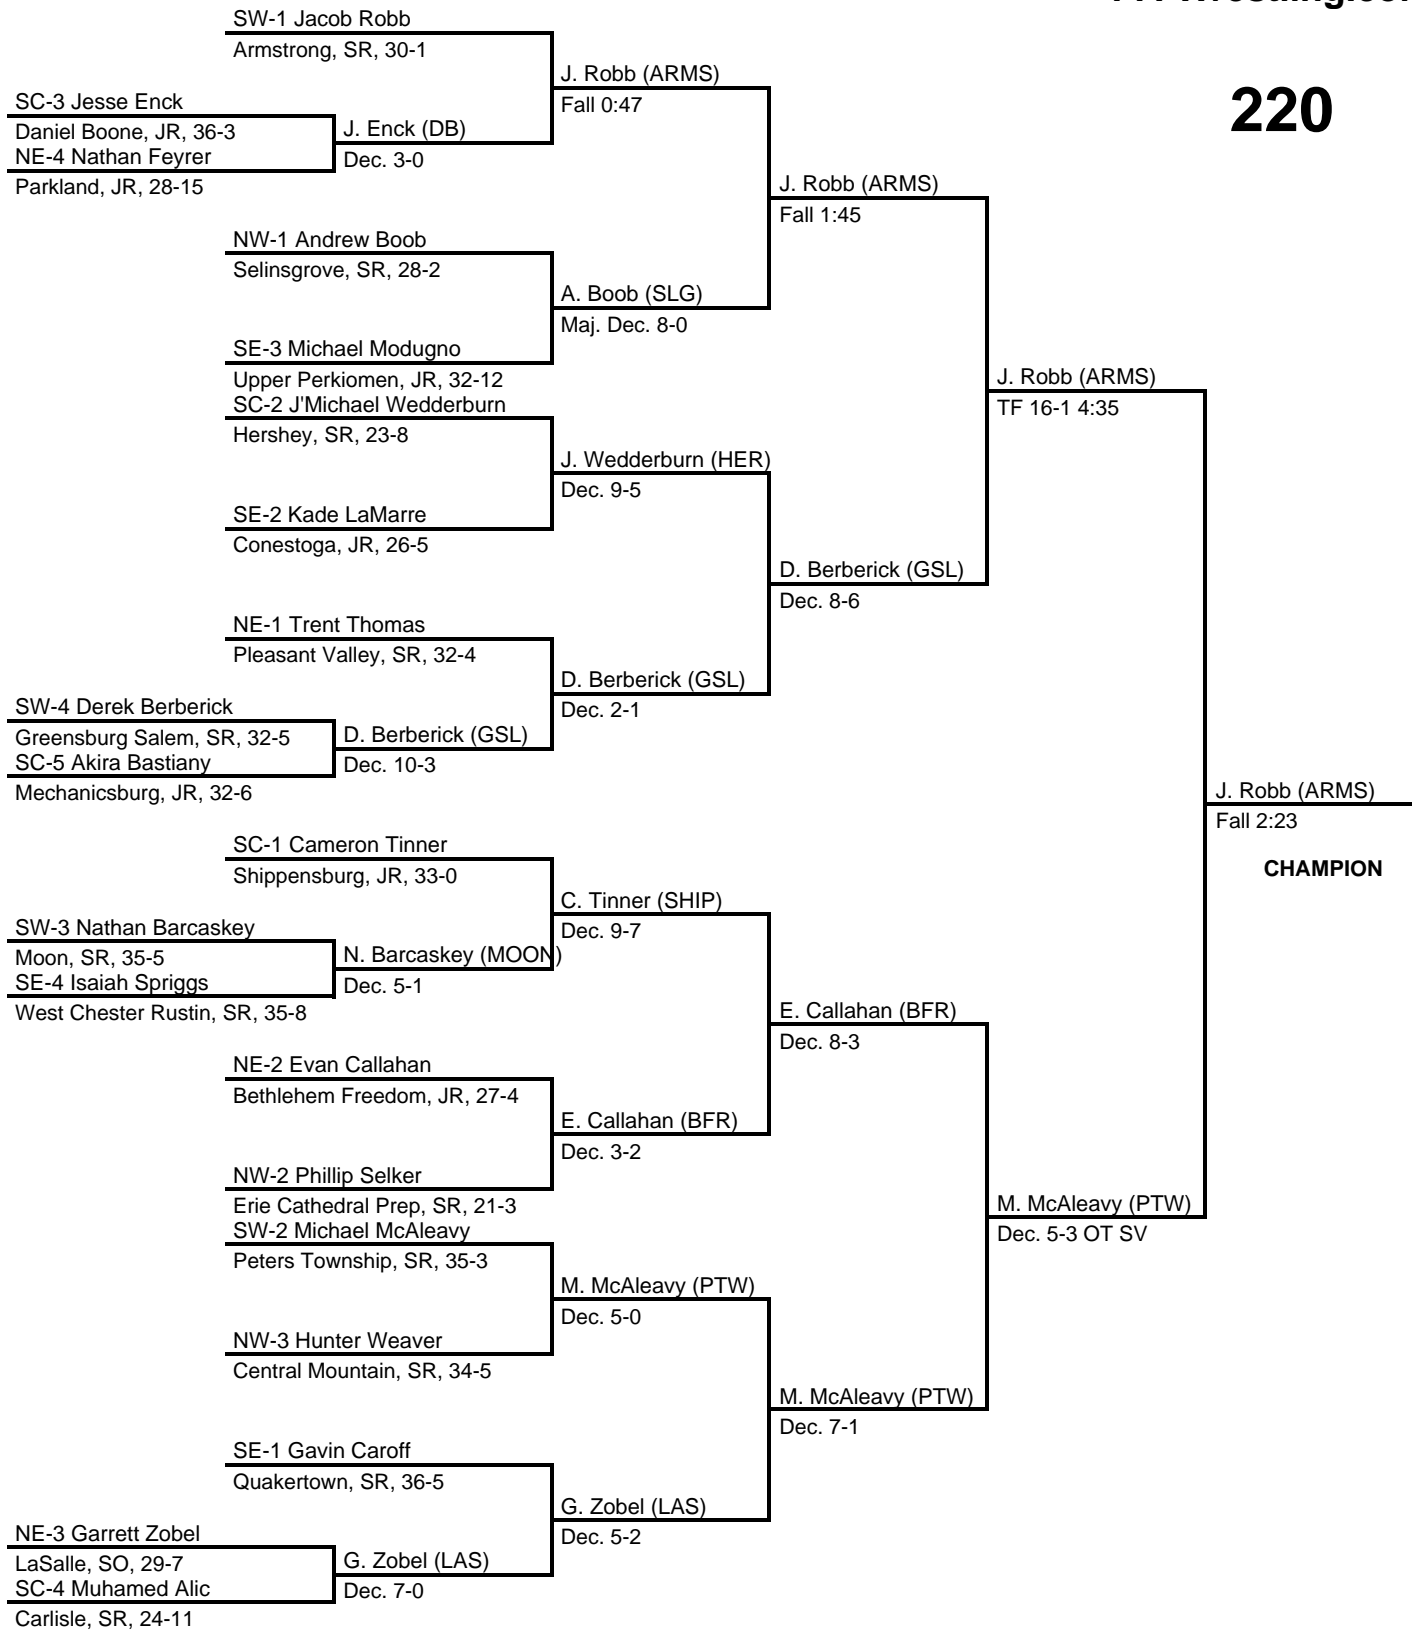 220
SW-1 Jacob Robb
Armstrong, SR, 30-1
J. Robb (ARMS)
Fall 0:47
SC-3 Jesse Enck
Daniel Boone, JR, 36-3
NE-4 Nathan Feyrer
Parkland, JR, 28-15
J. Enck (DB)
Dec. 3-0
J. Robb (ARMS)
Fall 1:45
NW-1 Andrew Boob
Selinsgrove, SR, 28-2
A. Boob (SLG)
Maj. Dec. 8-0
SE-3 Michael Modugno
Upper Perkiomen, JR, 32-12
J. Robb (ARMS)
TF 16-1 4:35
SC-2 J'Michael Wedderburn
Hershey, SR, 23-8
J. Wedderburn (HER)
Dec. 9-5
SE-2 Kade LaMarre
Conestoga, JR, 26-5
D. Berberick (GSL)
Dec. 8-6
NE-1 Trent Thomas
Pleasant Valley, SR, 32-4
D. Berberick (GSL)
Dec. 2-1
SW-4 Derek Berberick
Greensburg Salem, SR, 32-5
SC-5 Akira Bastiany
Mechanicsburg, JR, 32-6
D. Berberick (GSL)
Dec. 10-3
J. Robb (ARMS)
Fall 2:23
CHAMPION
SC-1 Cameron Tinner
Shippensburg, JR, 33-0
C. Tinner (SHIP)
Dec. 9-7
SW-3 Nathan Barcaskey
Moon, SR, 35-5
SE-4 Isaiah Spriggs
West Chester Rustin, SR, 35-8
N. Barcaskey (MOON)
Dec. 5-1
E. Callahan (BFR)
Dec. 8-3
NE-2 Evan Callahan
Bethlehem Freedom, JR, 27-4
E. Callahan (BFR)
Dec. 3-2
NW-2 Phillip Selker
Erie Cathedral Prep, SR, 21-3
M. McAleavy (PTW)
Dec. 5-3 OT SV
SW-2 Michael McAleavy
Peters Township, SR, 35-3
M. McAleavy (PTW)
Dec. 5-0
NW-3 Hunter Weaver
Central Mountain, SR, 34-5
M. McAleavy (PTW)
Dec. 7-1
SE-1 Gavin Caroff
Quakertown, SR, 36-5
G. Zobel (LAS)
Dec. 5-2
NE-3 Garrett Zobel
LaSalle, SO, 29-7
SC-4 Muhamed Alic
Carlisle, SR, 24-11
G. Zobel (LAS)
Dec. 7-0